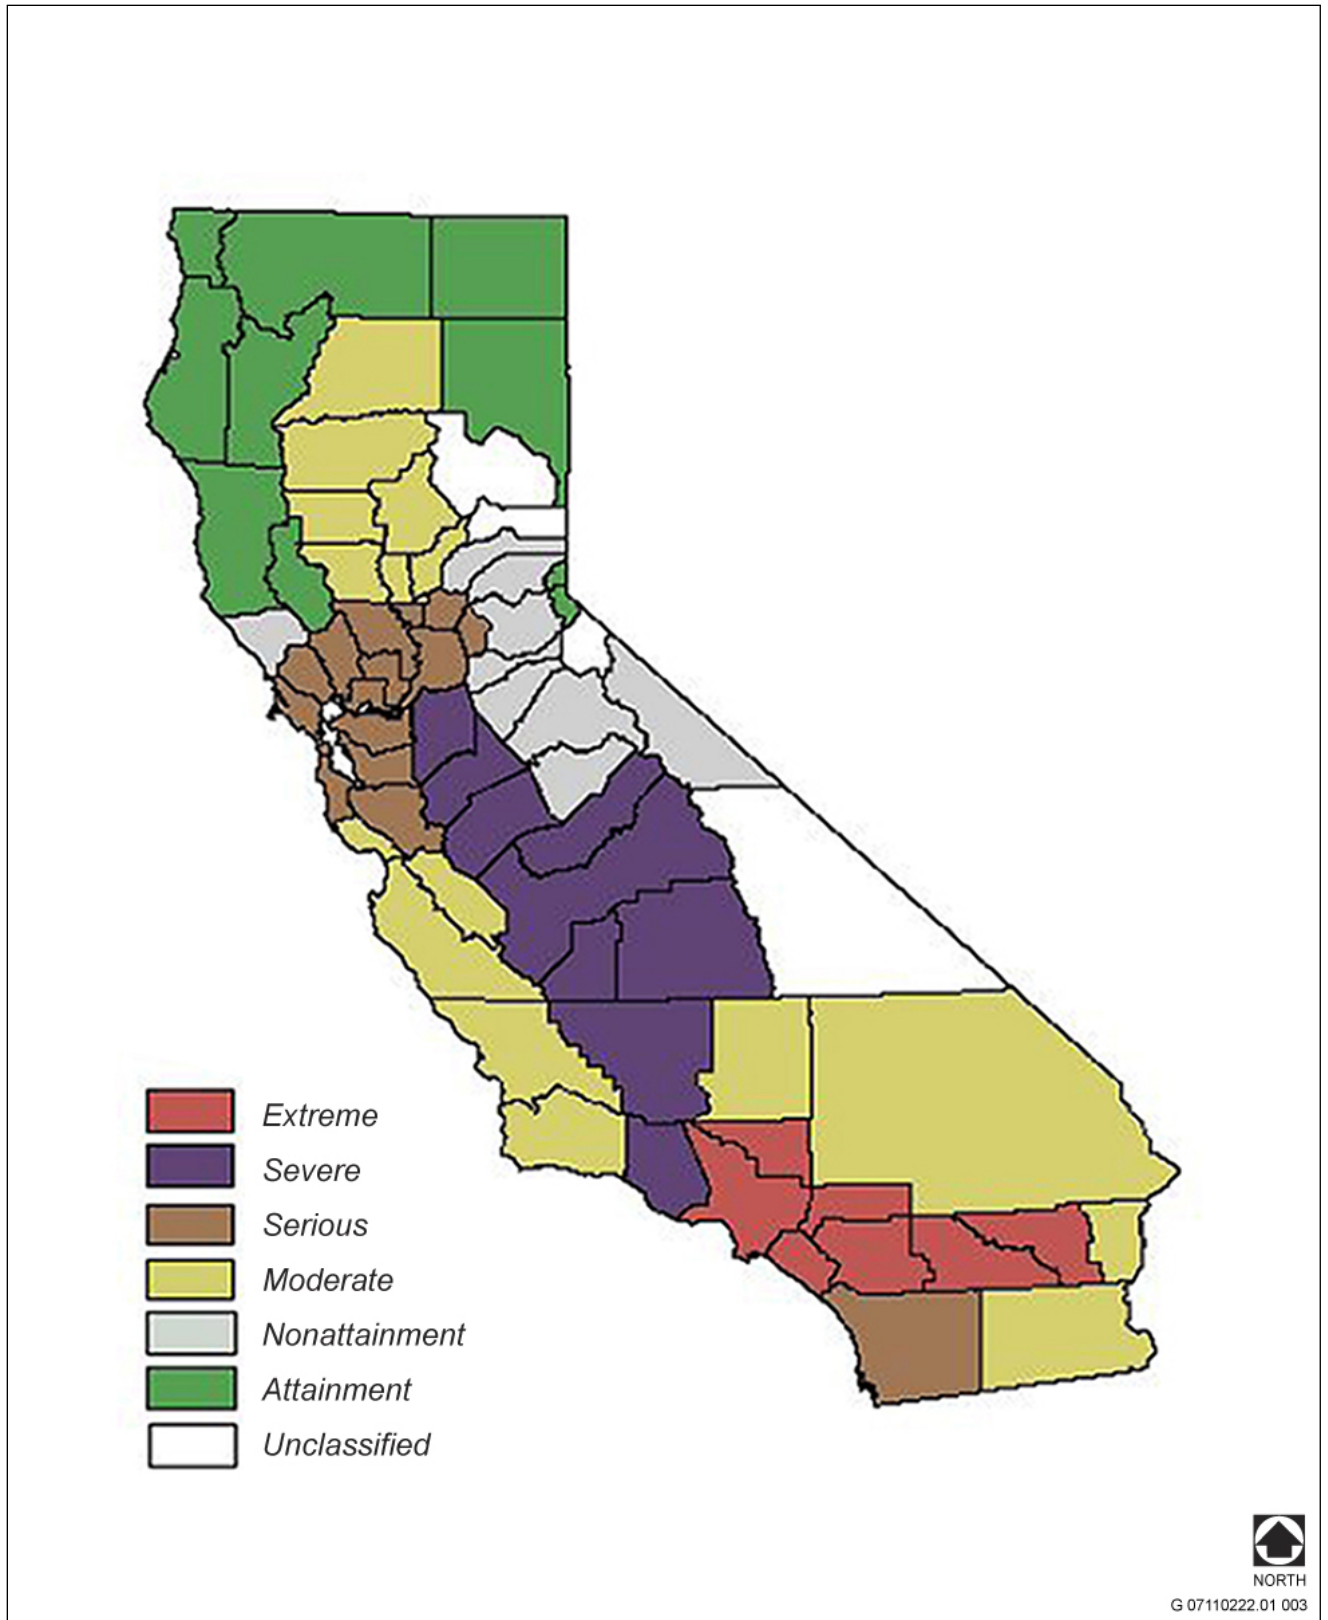 Extreme
Severe
Serious
Moderate
Nonattainment
Attainment
Unclassified
NORTH
G 07110222.01 003